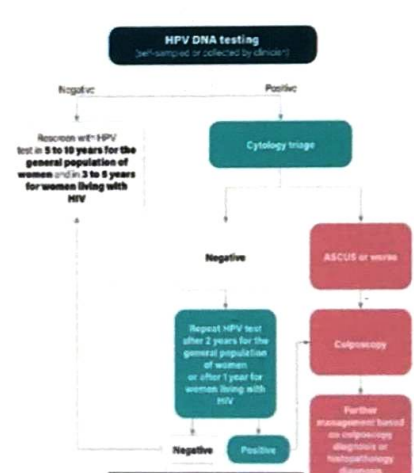 HPV DNA testing
(self-sampled or collected by clinician)
Negative
Positive
Rescreen with HPV
test in 5 to 10 years for the
general population of
women and in 3 to 5 years
for women living with
HIV
Cytology triage
Negative
ASCUS or worse
Repeat HPV test
after 2 years for the
general population
of women
or after 1 year for
women living with
HIV
Colposcopy
Negative
Positive
Further
management based
on colposcopy
diagnosis or
histopathology
diagnosis